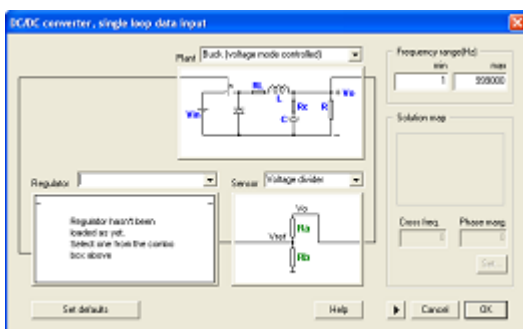 DC/DC converter, single loop data input
Plant Buck (voltage mode controlled)
Frequency range(Hz)
min max
1 999000
RL
L
Vin
Rc
C
R
Vo
Solution map
Regulator
Sensor Voltage divider
Regulator hasn't been
loaded as yet.
Select one from the combo
box above
Vo
Vref
Ra
Rb
Cross freq. Phase marg.
0 0
Set...
Set defaults
Help
Cancel
OK